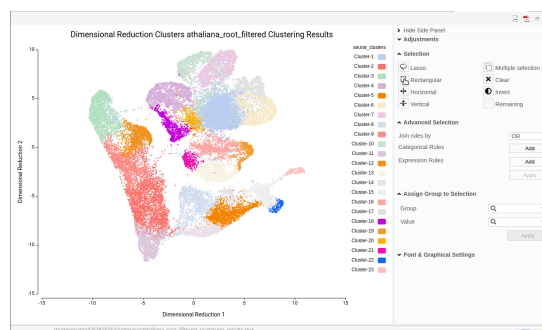 Hide Side Panel
Adjustments
Dimensional Reduction Clusters athaliana_root_filtered Clustering Results
seurat_clusters
Cluster-1
Cluster-2
Cluster-3
Cluster-4
Cluster-5
Cluster-6
Cluster-7
Cluster-8
Cluster-9
Cluster-10
Cluster-11
Cluster-12
Cluster-13
Cluster-14
Cluster-15
Cluster-16
Cluster-17
Cluster-18
Cluster-19
Cluster-20
Cluster-21
Cluster-22
Cluster-23
Dimensional Reduction 2
10
5
0
-5
-10
-15
-15
-10
-5
0
5
10
15
Dimensional Reduction 1
Selection
Lasso
Multiple selection
Rectangular
Clear
Horizontal
Invert
Vertical
Remaining
Advanced Selection
Join rules by
OR
Categorical Rules
Add
Expression Rules
Add
Apply
Assign Group to Selection
Group
Value
Apply
Font & Graphical Settings